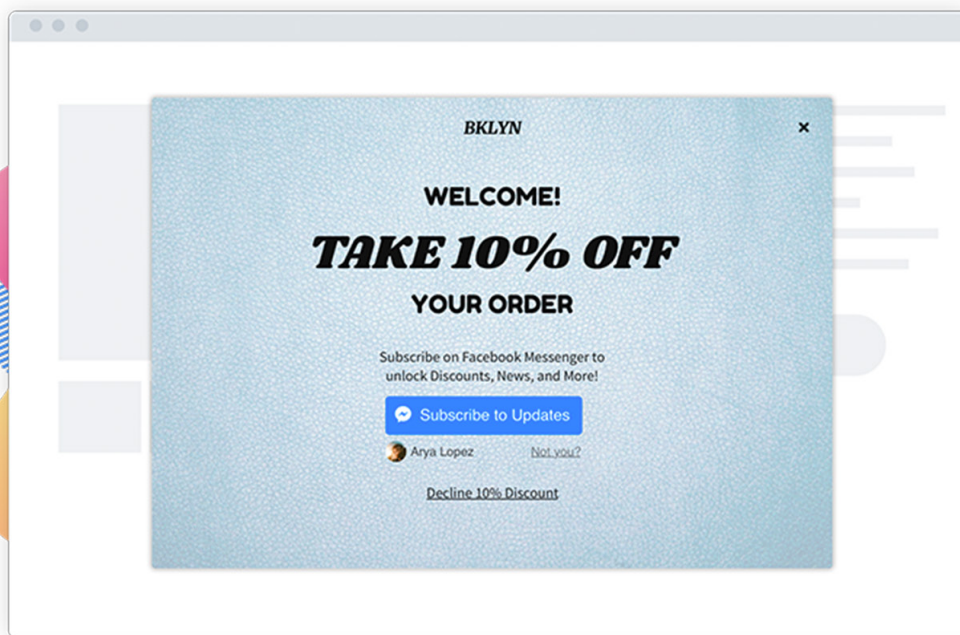 BKLYN
WELCOME!
TAKE 10% OFF
YOUR ORDER
Subscribe on Facebook Messenger to
unlock Discounts, News, and More!
Subscribe to Updates
Arya Lopez Not you?
Decline 10% Discount